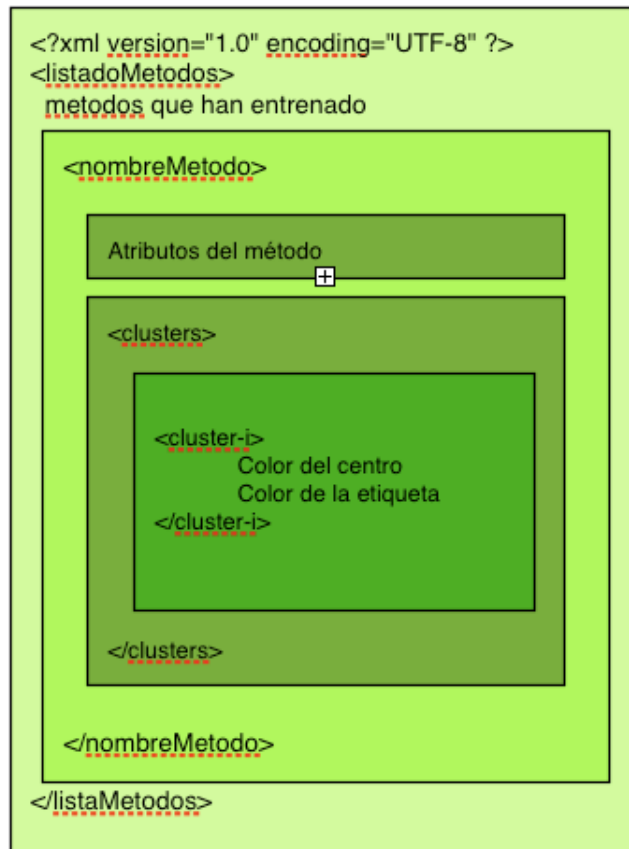 <?xml version="1.0" encoding="UTF-8" ?>
<listadoMetodos>
metodos que han entrenado
<nombreMetodo>
Atributos del método
<clusters>
<cluster-i>
Color del centro
Color de la etiqueta
</cluster-i>
</clusters>
</nombreMetodo>
</listaMetodos>